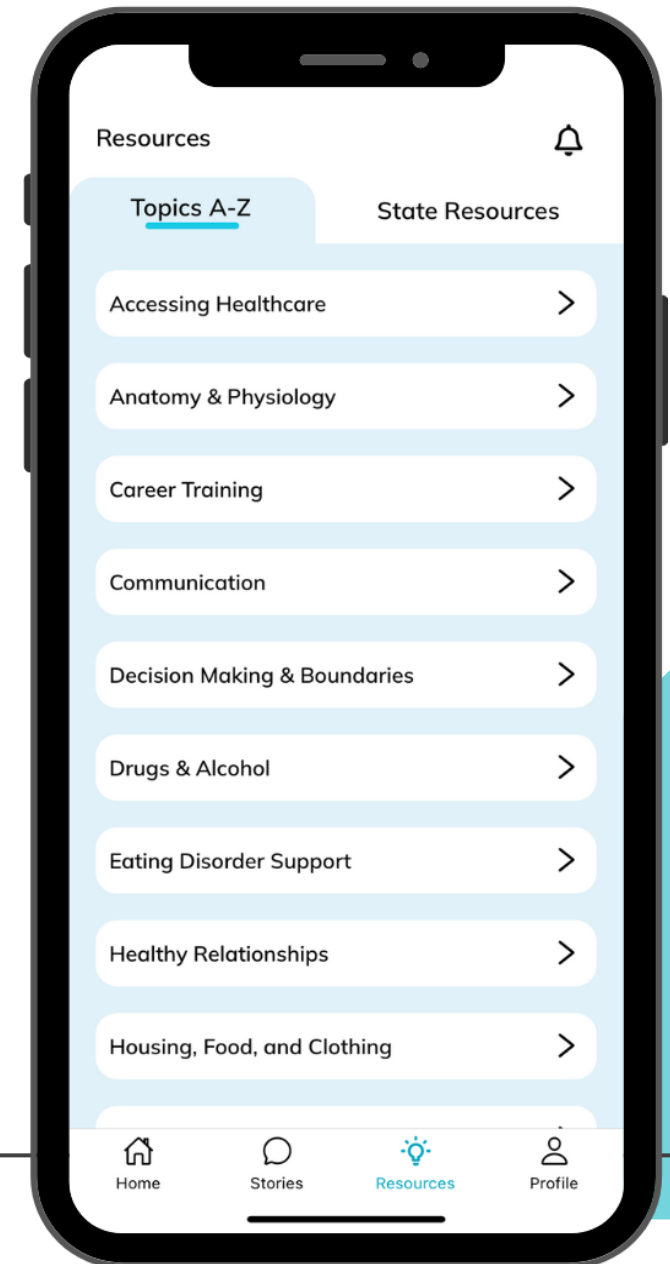 Resources
Topics A-Z
State Resources
Accessing Healthcare
Anatomy & Physiology
Career Training
Communication
Decision Making & Boundaries
Drugs & Alcohol
Eating Disorder Support
Healthy Relationships
Housing, Food, and Clothing
Home
Stories
Resources
Profile